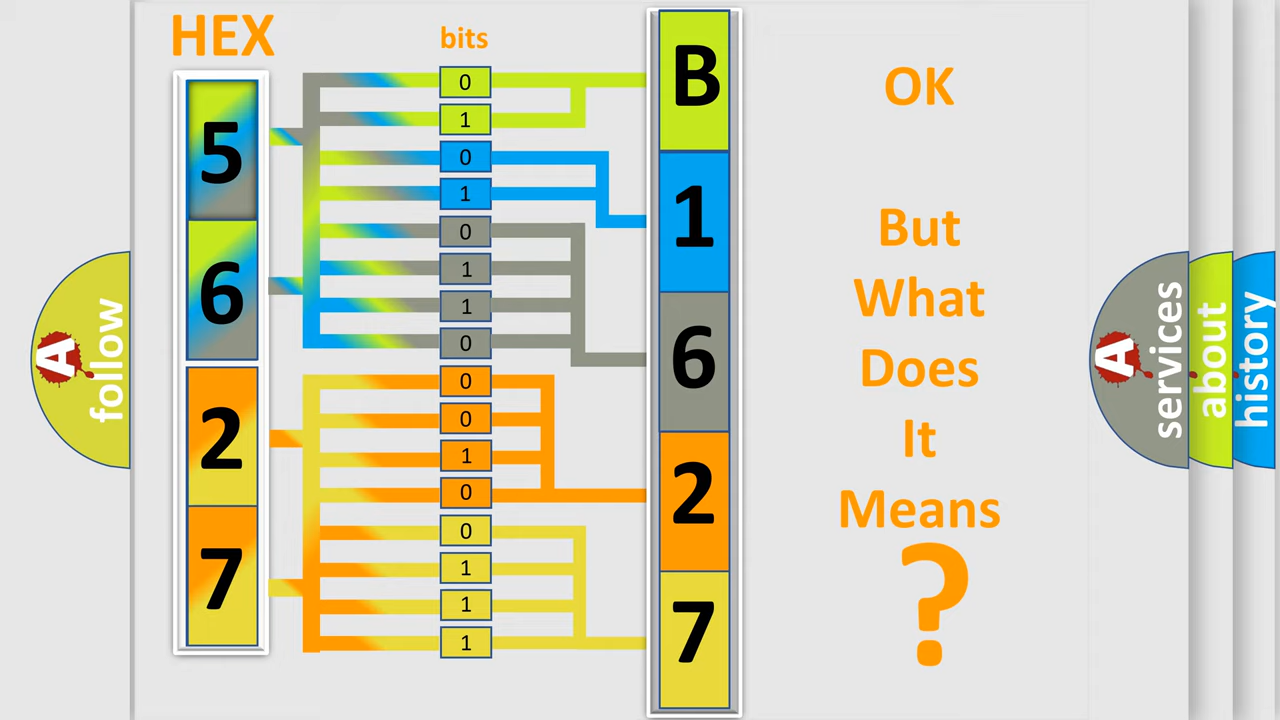 HEX
bits
5
6
2
7
0
1
0
1
0
1
1
0
0
0
1
0
0
1
1
1
B
1
6
2
7
OK
But
What
Does
It
Means
?
A
follow
A
services
about
history